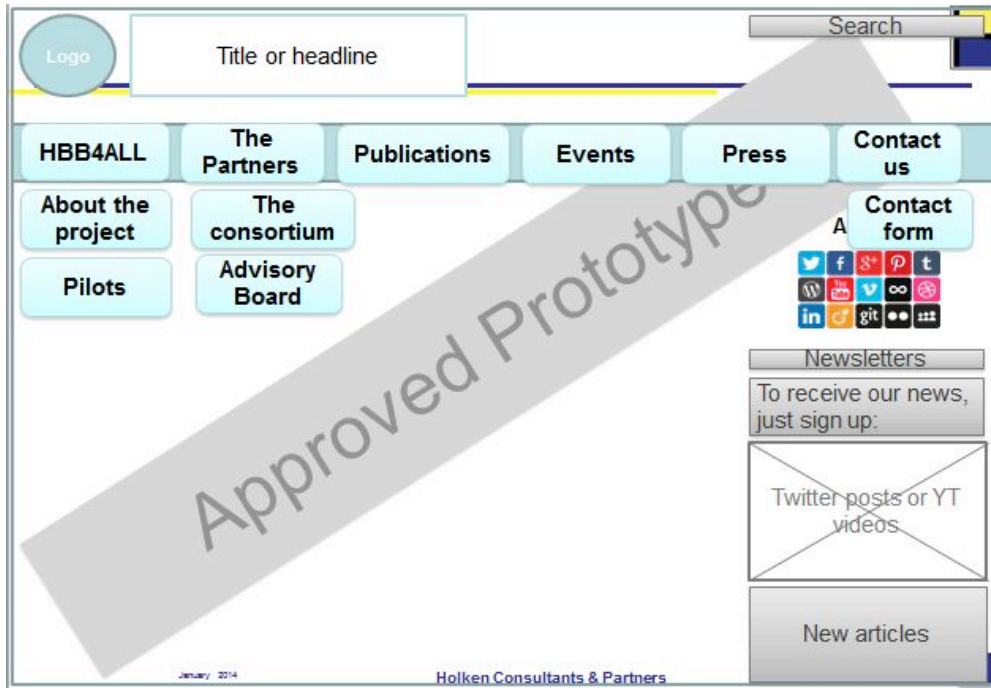 Search
Logo
Title or headline
HBB4ALL
The
Partners
Publications
Events
Press
Contact
us
About the
project
The
consortium
A
Contact
form
Pilots
Advisory
Board
Approved Prototype
git
in
Newsletters
To receive our news,
just sign up:
Twitter posts or YT
videos
New articles
January 2014
Holken Consultants & Partners